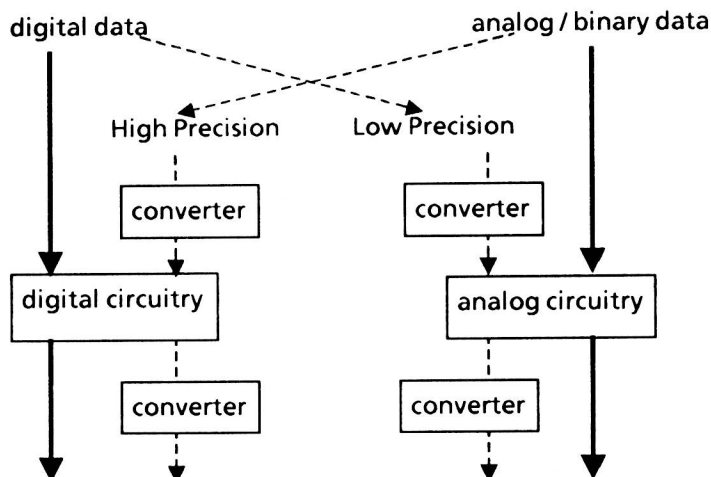 digital data
analog / binary data
High Precision
Low Precision
converter
converter
digital circuitry
analog circuitry
converter
converter